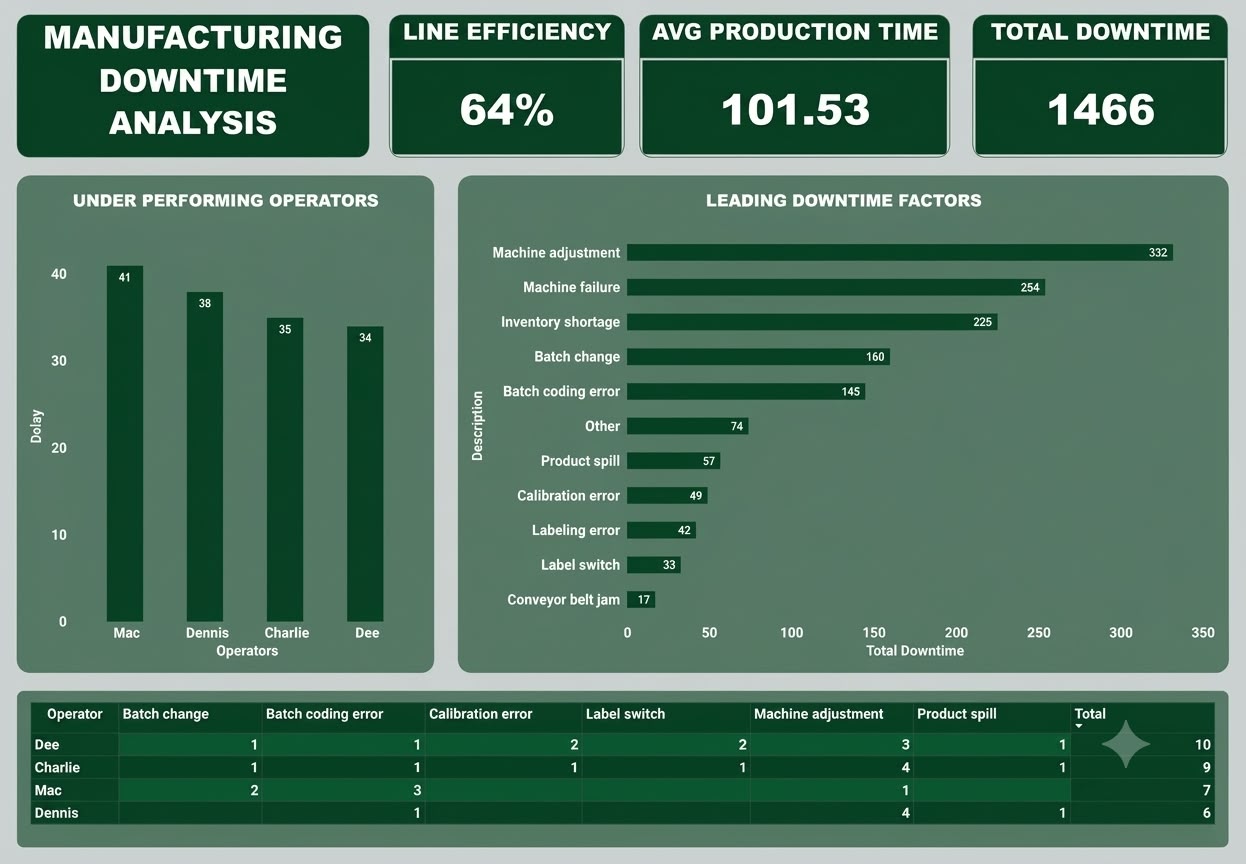 MANUFACTURING
DOWNTIME
ANALYSIS
LINE EFFICIENCY
64%
AVG PRODUCTION TIME
101.53
TOTAL DOWNTIME
1466
UNDER PERFORMING OPERATORS
40
30
20
10
0
Dolay
41
38
35
34
Mac Dennis Charlie Dee
Operators
LEADING DOWNTIME FACTORS
Description
Machine adjustment 332
Machine failure 254
Inventory shortage 225
Batch change 160
Batch coding error 145
Other 74
Product spill 57
Calibration error 49
Labeling error 42
Label switch 33
Conveyor belt jam 17
0 50 100 150 200 250 300 350
Total Downtime
Operator Batch change Batch coding error Calibration error Label switch Machine adjustment Product spill Total
Dee 1 1 2 2 3 1 10
Charlie 1 1 1 1 4 1 9
Mac 2 3 1 7
Dennis 1 4 1 6